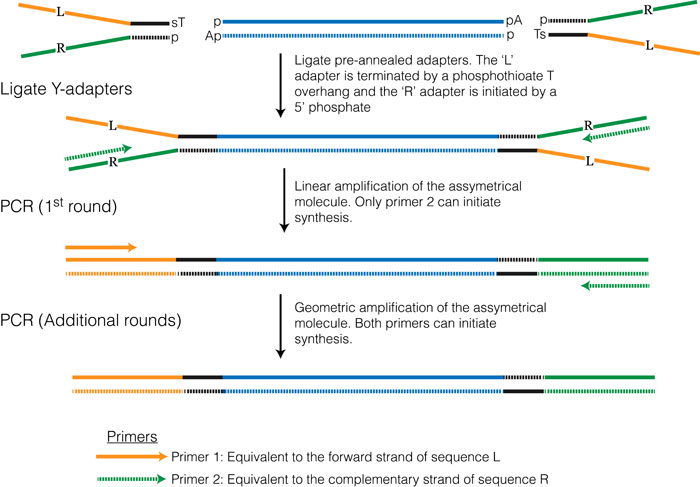 L
sT
R
p
p
pA
Ap
p
p
R
Ts
L
Ligate pre-annealed adapters. The ‘L’
adapter is terminated by a phosphothioate T
overhang and the ‘R’ adapter is initiated by a
5’ phosphate
Ligate Y-adapters
L
R
R
L
Linear amplification of the assymetrical
molecule. Only primer 2 can initiate
synthesis.
PCR (1st round)
Geometric amplification of the assymetrical
molecule. Both primers can initiate
synthesis.
PCR (Additional rounds)
Primers
Primer 1: Equivalent to the forward strand of sequence L
Primer 2: Equivalent to the complementary strand of sequence R